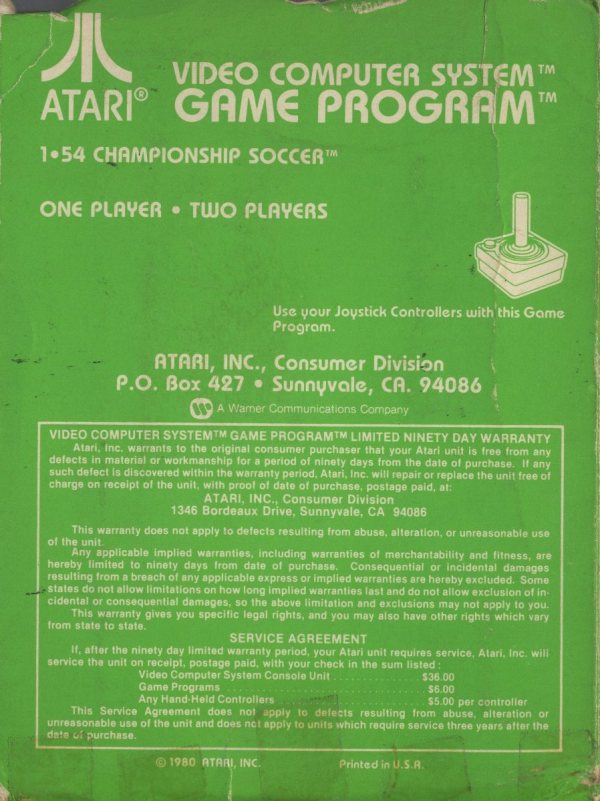 ATARI®
VIDEO COMPUTER SYSTEM™
GAME PROGRAM™
1•54 CHAMPIONSHIP SOCCER™
ONE PLAYER • TWO PLAYERS
Use your Joystick Controllers with this Game
Program.
ATARI, INC., Consumer Division
P.O. Box 427 • Sunnyvale, CA. 94086
A Warner Communications Company
VIDEO COMPUTER SYSTEM™ GAME PROGRAM™ LIMITED NINETY DAY WARRANTY
Atari, Inc. warrants to the original consumer purchaser that your Atari unit is free from any
defects in material or workmanship for a period of ninety days from the date of purchase. If any
such defect is discovered within the warranty period, Atari, Inc. will repair or replace the unit free of
charge on receipt of the unit, with proof of date of purchase, postage paid, at:
ATARI, INC., Consumer Division
1346 Bordeaux Drive, Sunnyvale, CA 94086
This warranty does not apply to defects resulting from abuse, alteration, or unreasonable use
of the unit.
Any applicable implied warranties, including warranties of merchantability and fitness, are
hereby limited to ninety days from date of purchase. Consequential or incidental damages
resulting from a breach of any applicable express or implied warranties are hereby excluded. Some
states do not allow limitations on how long implied warranties last and do not allow exclusion of in-
cidental or consequential damages, so the above limitation and exclusions may not apply to you.
This warranty gives you specific legal rights, and you may also have other rights which vary
from state to state.
SERVICE AGREEMENT
If, after the ninety day limited warranty period, your Atari unit requires service, Atari, Inc. will
service the unit on receipt, postage paid, with your check in the sum listed:
Video Computer System Console Unit . . . . . . . . . . . . . $36.00
Game Programs . . . . . . . . . . . . . . . . . . . . . . . . . . . . . $6.00
Any Hand-Held Controllers . . . . . . . . . . . . . . . . . . . . . $5.00 per controller
This Service Agreement does not apply to defects resulting from abuse, alteration or
unreasonable use of the unit and does not apply to units which require service three years after the
date of purchase.
© 1980 ATARI, INC. Printed in U.S.A.